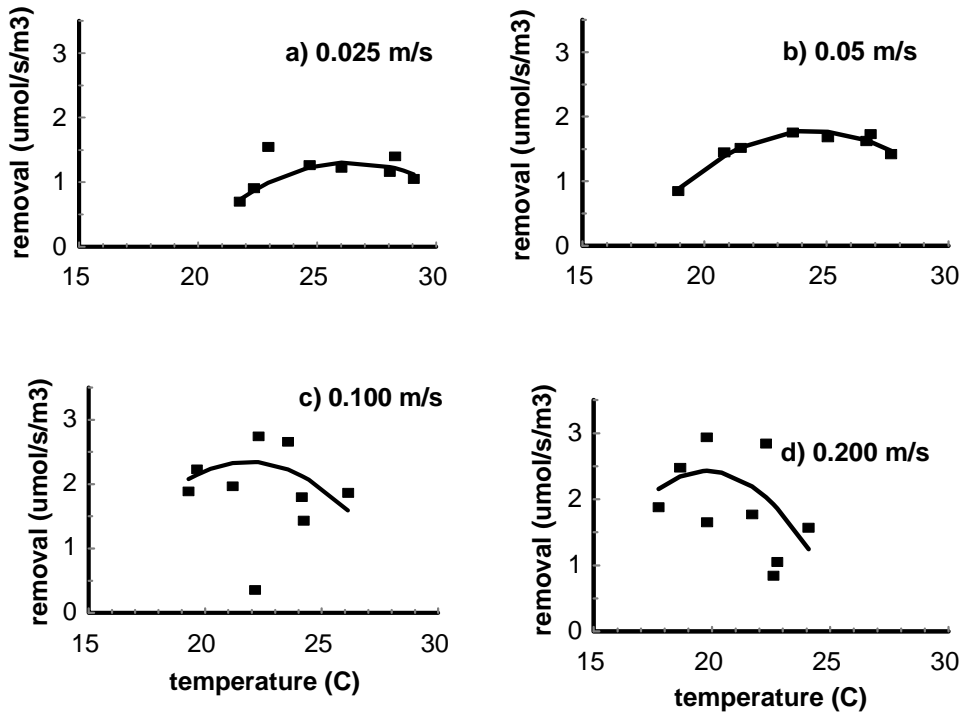 a) 0.025 m/s
removal (umol/s/m3)
3
2
1
0
15 20 25 30
b) 0.05 m/s
removal (umol/s/m3)
3
2
1
0
15 20 25 30
c) 0.100 m/s
removal (umol/s/m3)
3
2
1
0
15 20 25 30
temperature (C)
d) 0.200 m/s
removal (umol/s/m3)
3
2
1
0
15 20 25 30
temperature (C)